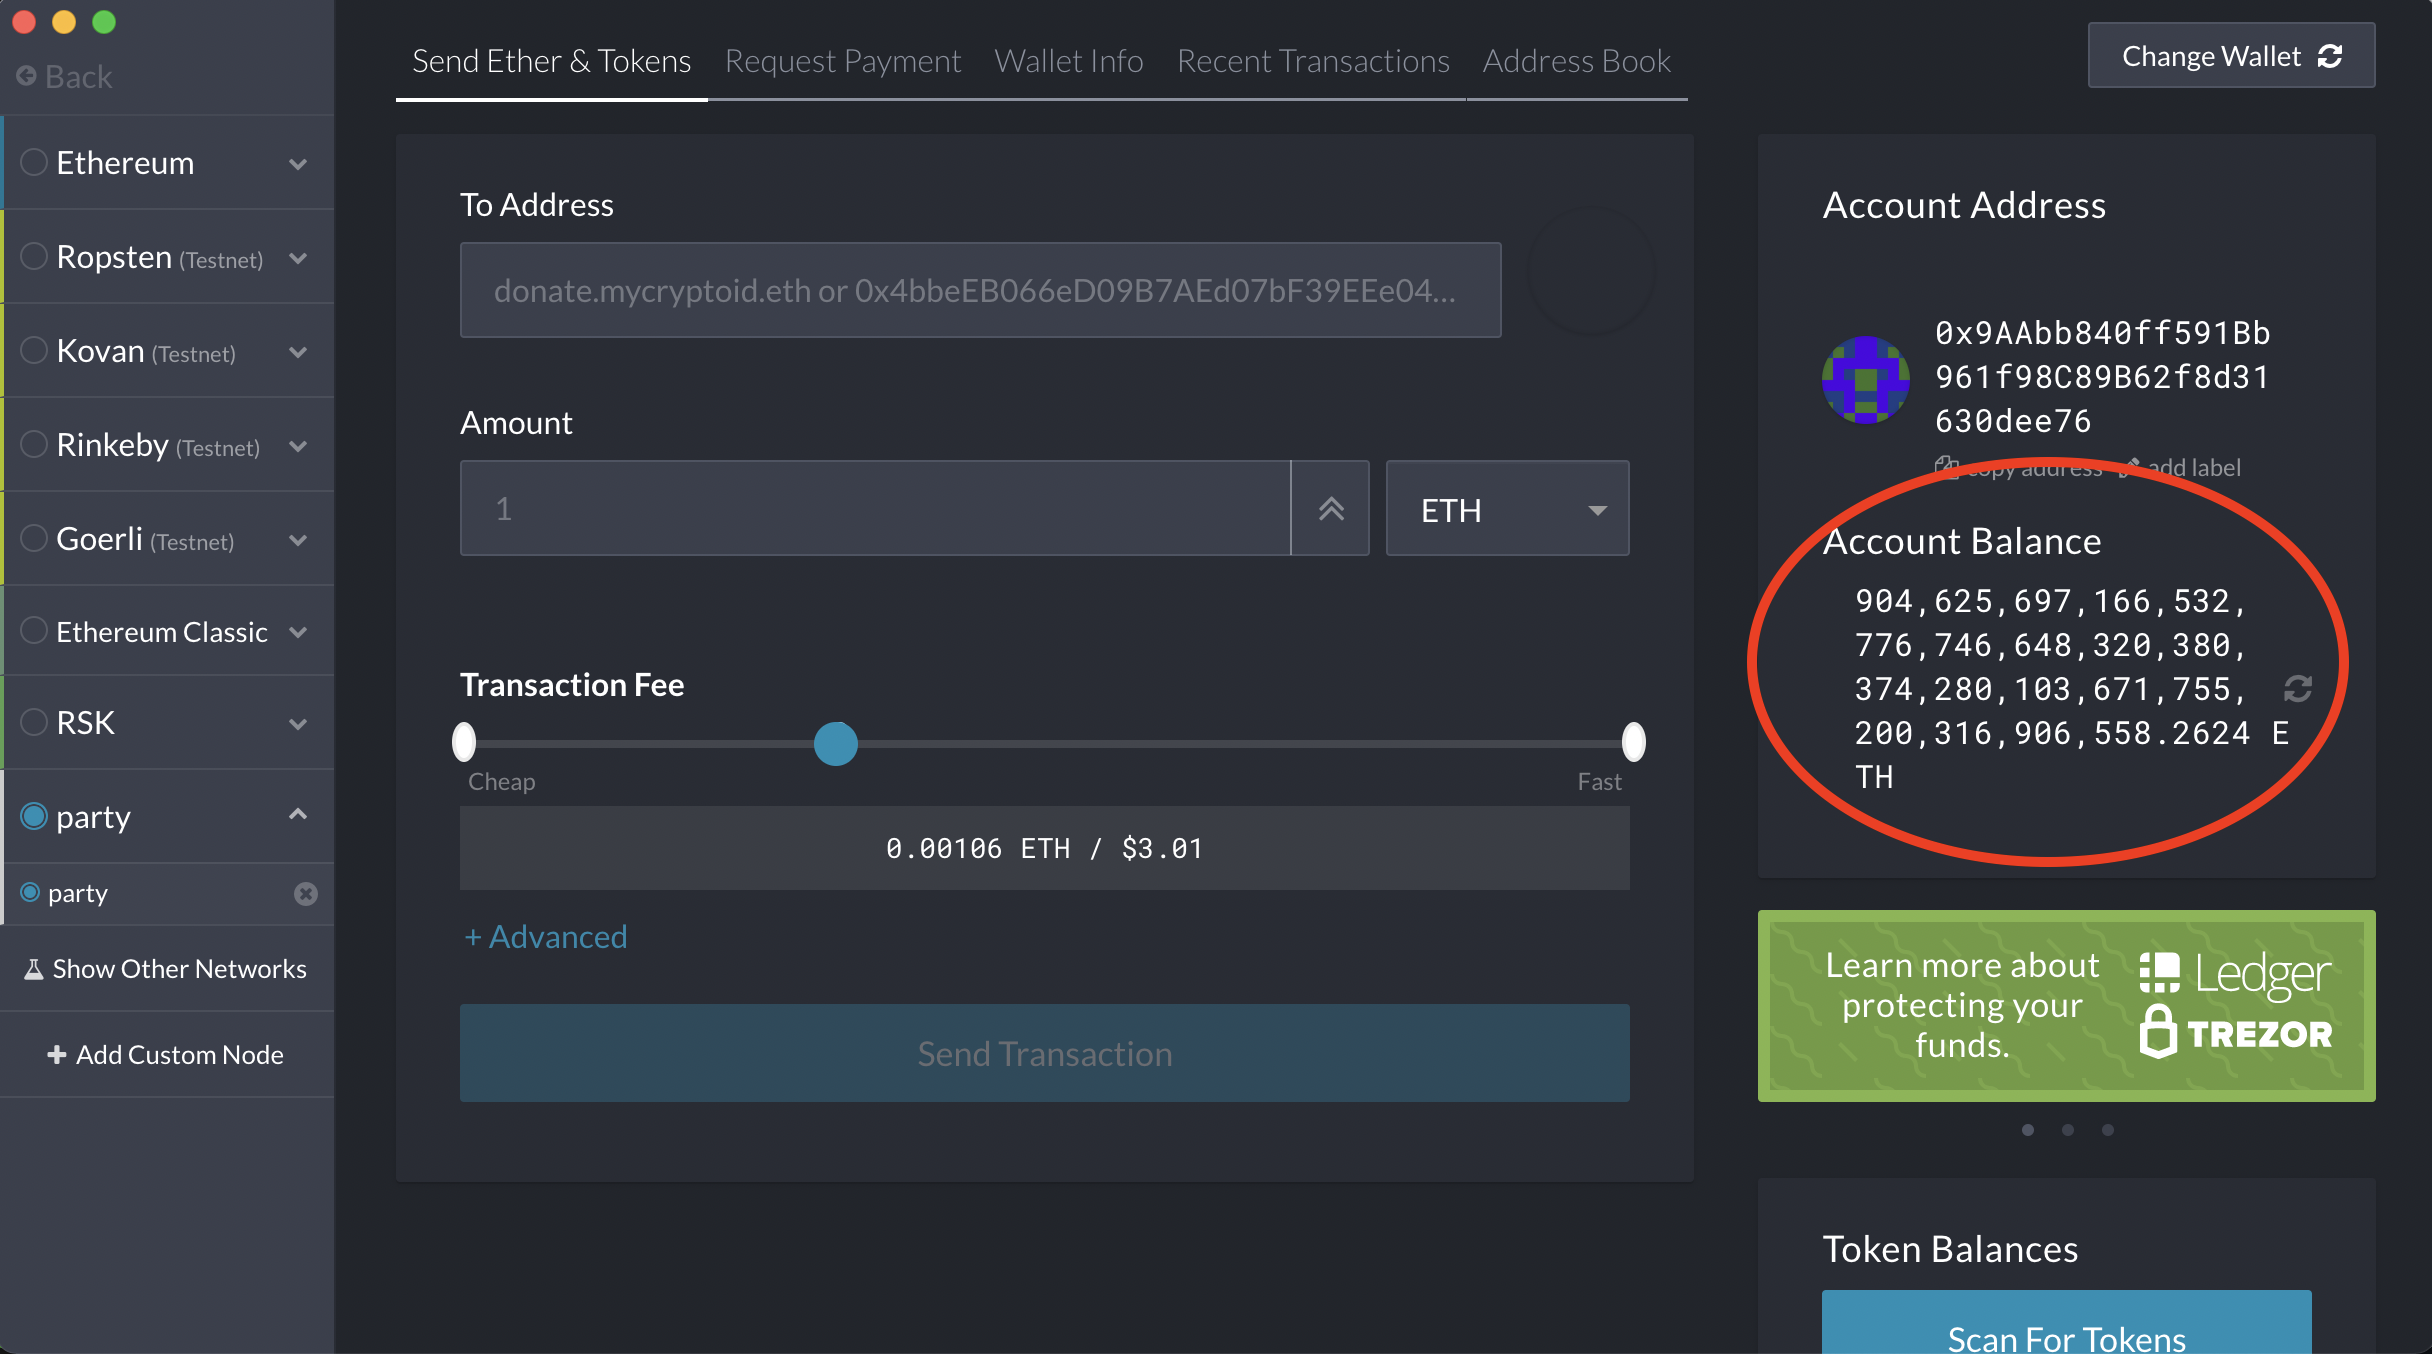 Back
Ethereum
Ropsten (Testnet)
Kovan (Testnet)
Rinkeby (Testnet)
Goerli (Testnet)
Ethereum Classic
RSK
party
party
Show Other Networks
Add Custom Node
Send Ether & Tokens
Request Payment
Wallet Info
Recent Transactions
Address Book
Change Wallet
To Address
donate.mycryptoid.eth or 0x4bbeEB066eD09B7AEd07bF39EEe04...
Amount
1
ETH
Transaction Fee
Cheap
Fast
0.00106 ETH / $3.01
+ Advanced
Send Transaction
Account Address
0x9AAbb840ff591Bb
961f98C89B62f8d31
630dee76
copy address
add label
Account Balance
904,625,697,166,532,
776,746,648,320,380,
374,280,103,671,755,
200,316,906,558.2624 E
TH
Learn more about
protecting your
funds.
Ledger
TREZOR
Token Balances
Scan For Tokens